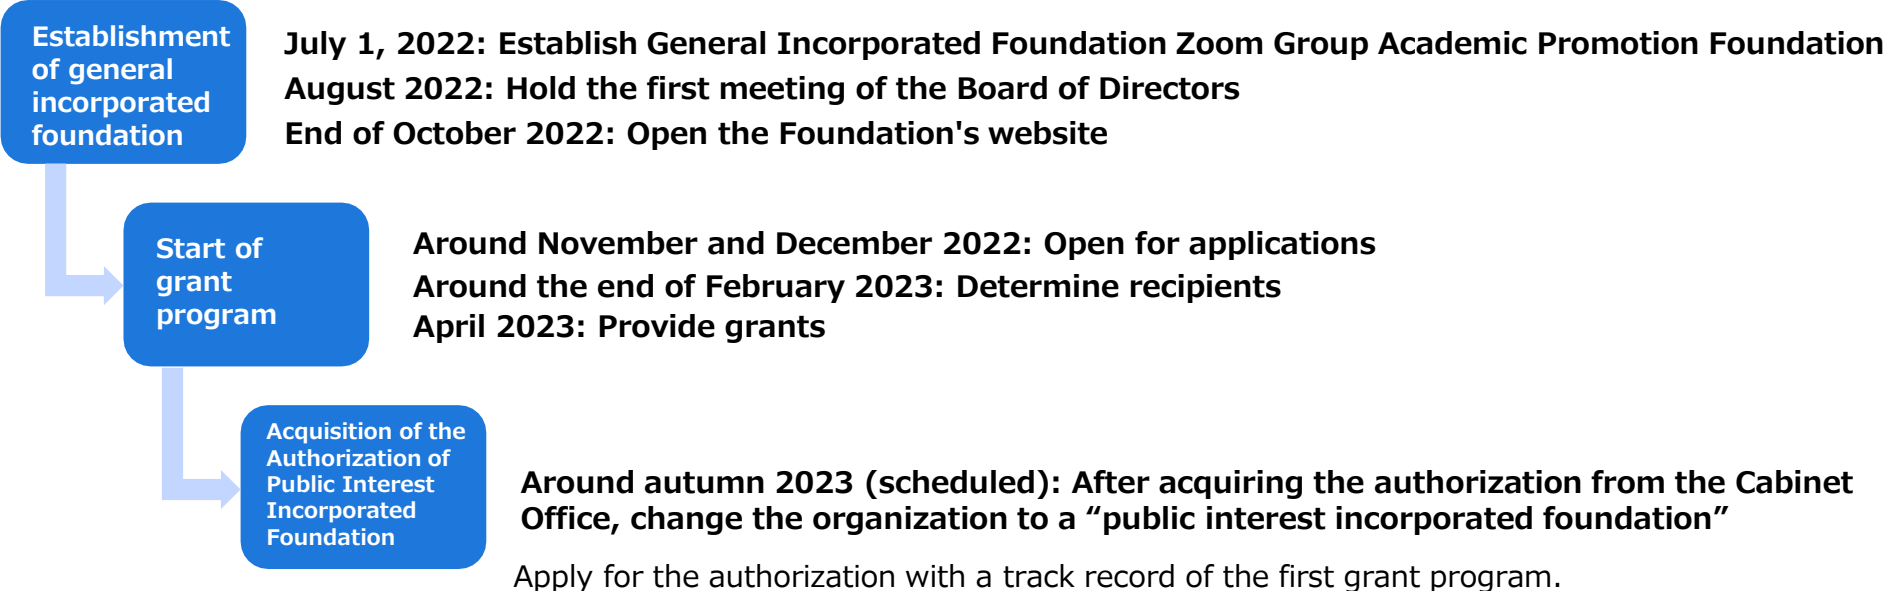 Establishment
of general
incorporated
foundation
July 1, 2022: Establish General Incorporated Foundation Zoom Group Academic Promotion Foundation
August 2022: Hold the first meeting of the Board of Directors
End of October 2022: Open the Foundation's website
Start of
grant
program
Around November and December 2022: Open for applications
Around the end of February 2023: Determine recipients
April 2023: Provide grants
Acquisition of the
Authorization of
Public Interest
Incorporated
Foundation
Around autumn 2023 (scheduled): After acquiring the authorization from the Cabinet
Office, change the organization to a “public interest incorporated foundation”
Apply for the authorization with a track record of the first grant program.